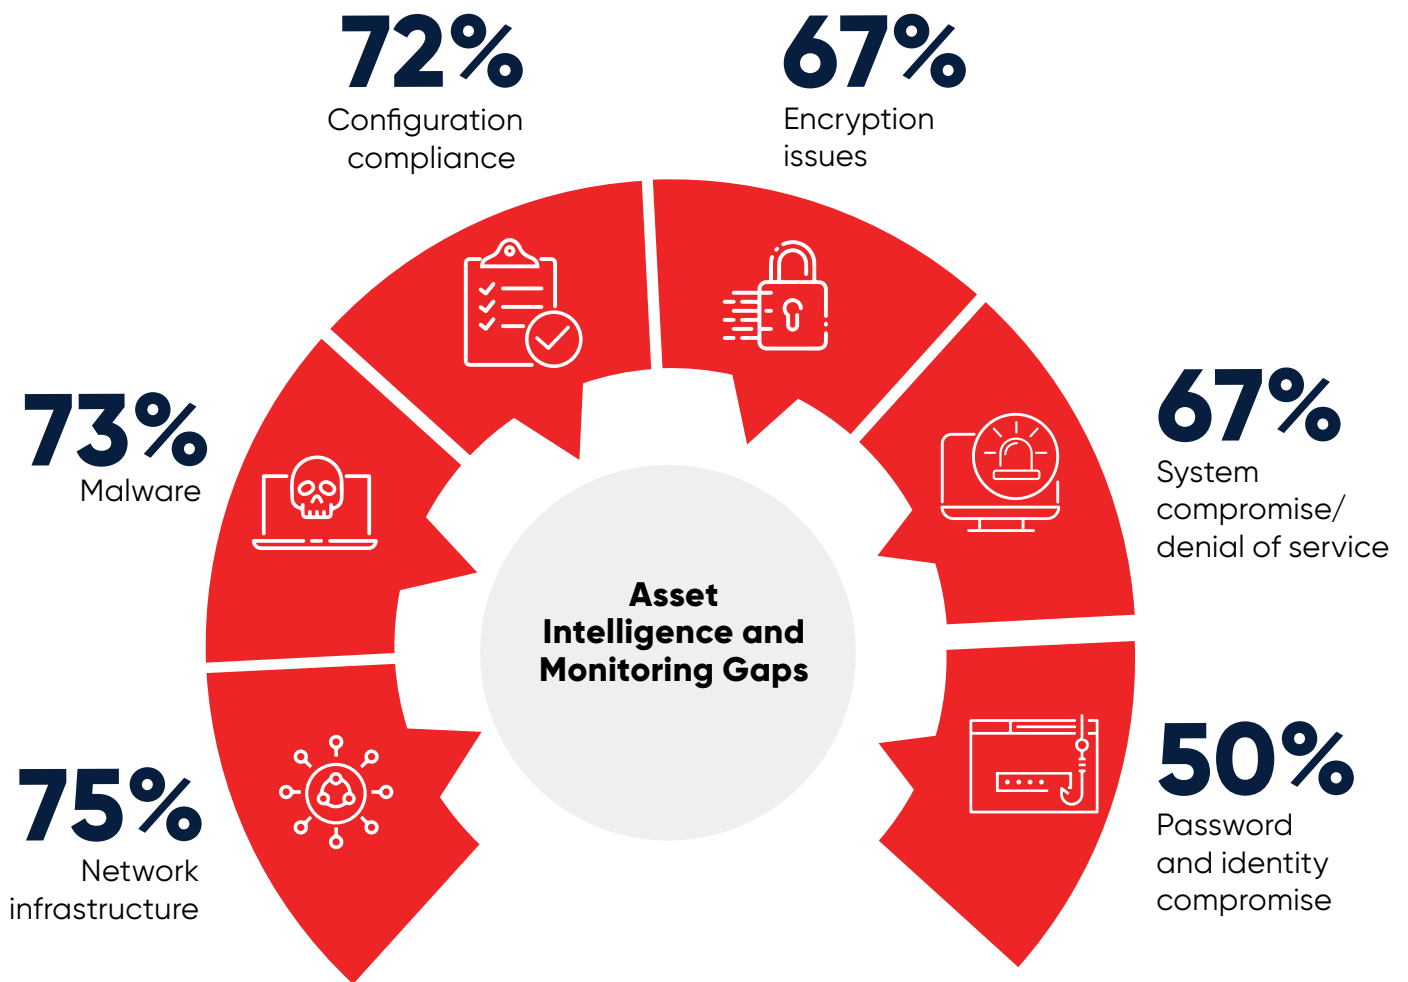 72%
Configuration
compliance
67%
Encryption
issues
73%
Malware
67%
System
compromise/
denial of service
Asset
Intelligence and
Monitoring Gaps
75%
Network
infrastructure
50%
Password
and identity
compromise